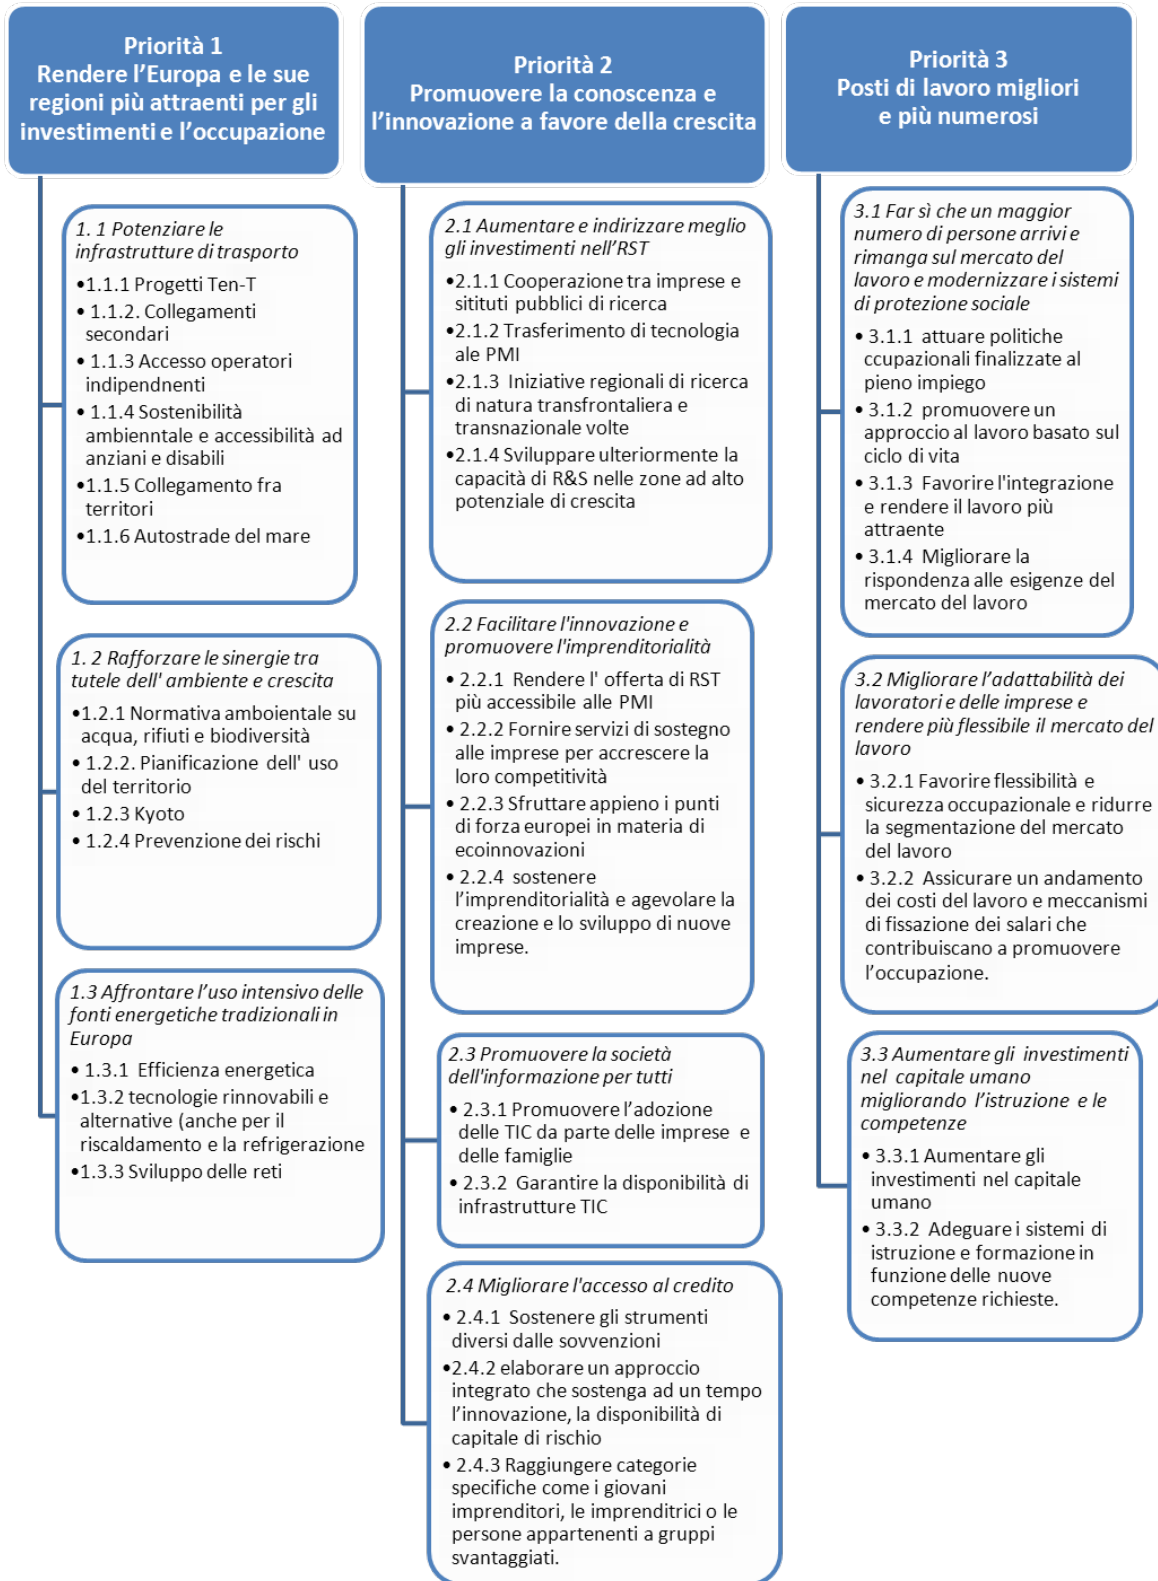 Priorità 1
Rendere l'Europa e le sue
regioni più attraenti per gli
investimenti e l'occupazione
1. 1 Potenziare le
infrastrutture di trasporto
•1.1.1 Progetti Ten-T
• 1.1.2. Collegamenti
secondari
• 1.1.3 Accesso operatori
indipendnenti
• 1.1.4 Sostenibilità
ambienntale e accessibilità ad
anziani e disabili
• 1.1.5 Collegamento fra
territori
•1.1.6 Autostrade del mare
1. 2 Rafforzare le sinergie tra
tutele dell' ambiente e crescita
•1.2.1 Normativa amboientale su
acqua, rifiuti e biodiversità
• 1.2.2. Pianificazione dell' uso
del territorio
• 1.2.3 Kyoto
• 1.2.4 Prevenzione dei rischi
1.3 Affrontare l'uso intensivo delle
fonti energetiche tradizionali in
Europa
• 1.3.1 Efficienza energetica
•1.3.2 tecnologie rinnovabili e
alternative (anche per il
riscaldamento e la refrigerazione
•1.3.3 Sviluppo delle reti
Priorità 2
Promuovere la conoscenza e
l'innovazione a favore della crescita
2.1 Aumentare e indirizzare meglio
gli investimenti nell'RST
•2.1.1 Cooperazione tra imprese e
sitituti pubblici di ricerca
•2.1.2 Trasferimento di tecnologia
ale PMI
•2.1.3 Iniziative regionali di ricerca
di natura transfrontaliera e
transnazionale volte
•2.1.4 Sviluppare ulteriormente la
capacità di R&S nelle zone ad alto
potenziale di crescita
2.2 Facilitare l'innovazione e
promuovere l'imprenditorialità
• 2.2.1 Rendere l' offerta di RST
più accessibile alle PMI
• 2.2.2 Fornire servizi di sostegno
alle imprese per accrescere la
loro competitività
• 2.2.3 Sfruttare appieno i punti
di forza europei in materia di
ecoinnovazioni
• 2.2.4 sostenere
l'imprenditorialità e agevolare la
creazione e lo sviluppo di nuove
imprese.
2.3 Promuovere la società
dell'informazione per tutti
• 2.3.1 Promuovere l'adozione
delle TIC da parte delle imprese e
delle famiglie
• 2.3.2 Garantire la disponibilità di
infrastrutture TIC
2.4 Migliorare l'accesso al credito
• 2.4.1 Sostenere gli strumenti
diversi dalle sovvenzioni
•2.4.2 elaborare un approccio
integrato che sostenga ad un tempo
l'innovazione, la disponibilità di
capitale di rischio
• 2.4.3 Raggiungere categorie
specifiche come i giovani
imprenditori, le imprenditrici o le
persone appartenenti a gruppi
svantaggiati.
Priorità 3
Posti di lavoro migliori
e più numerosi
3.1 Far sì che un maggior
numero di persone arrivi e
rimanga sul mercato del
lavoro e modernizzare i sistemi
di protezione sociale
• 3.1.1 attuare politiche
ccupazionali finalizzate al
pieno impiego
• 3.1.2 promuovere un
approccio al lavoro basato sul
ciclo di vita
• 3.1.3 Favorire l'integrazione
e rendere il lavoro più
attraente
• 3.1.4 Migliorare la
rispondenza alle esigenze del
mercato del lavoro
3.2 Migliorare l'adattabilità dei
lavoratori e delle imprese e
rendere più flessibile il mercato del
lavoro
• 3.2.1 Favorire flessibilità e
sicurezza occupazionale e ridurre
la segmentazione del mercato
del lavoro
• 3.2.2 Assicurare un andamento
dei costi del lavoro e meccanismi
di fissazione dei salari che
contribuiscano a promuovere
l'occupazione.
3.3 Aumentare gli investimenti
nel capitale umano
migliorando l'istruzione e le
competenze
• 3.3.1 Aumentare gli
investimenti nel capitale
umano
• 3.3.2 Adeguare i sistemi di
istruzione e formazione in
funzione delle nuove
competenze richieste.